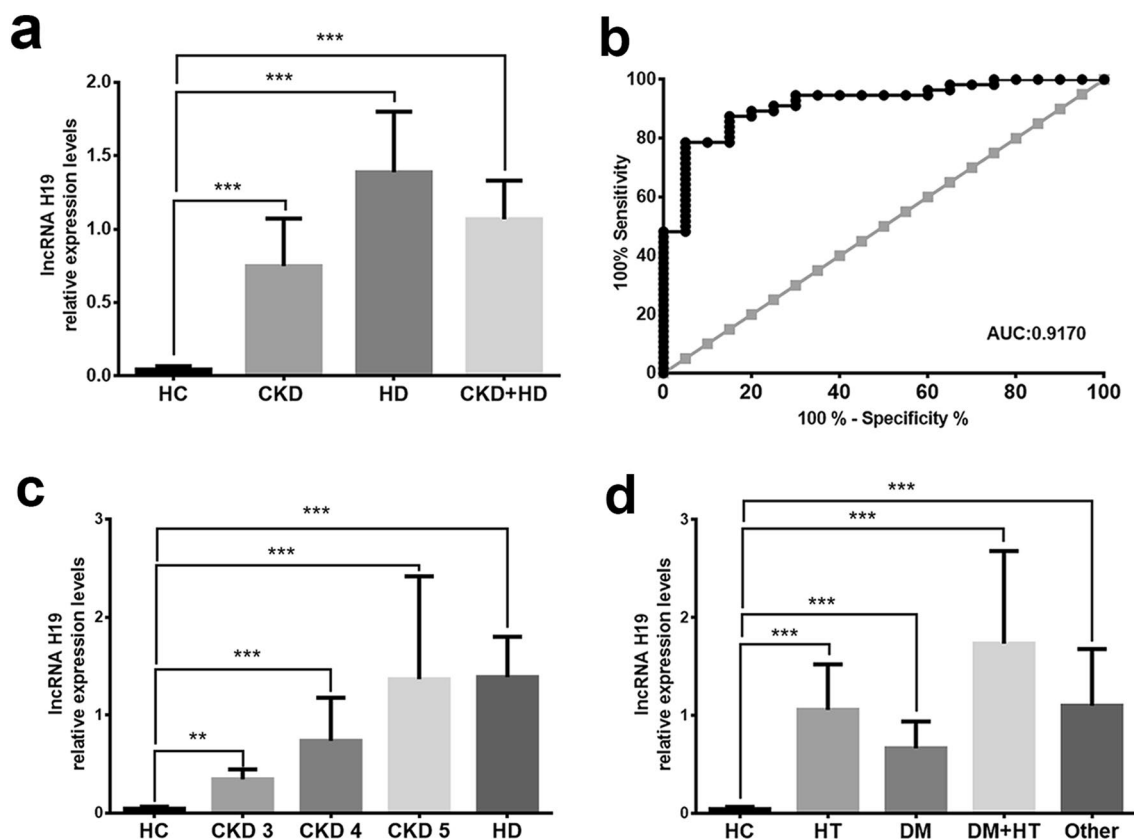 a
***
***
***
2.0
1.5
1.0
0.5
0.0
lncRNA H19
relative expression levels
HC CKD HD CKD+HD
b
100
80
60
40
20
0
100% Sensitivity
AUC:0.9170
0 20 40 60 80 100
100 % - Specificity %
c
***
***
***
**
3
2
1
0
lncRNA H19
relative expression levels
HC CKD 3 CKD 4 CKD 5 HD
d
***
***
***
***
3
2
1
0
lncRNA H19
relative expression levels
HC HT DM DM+HT Other